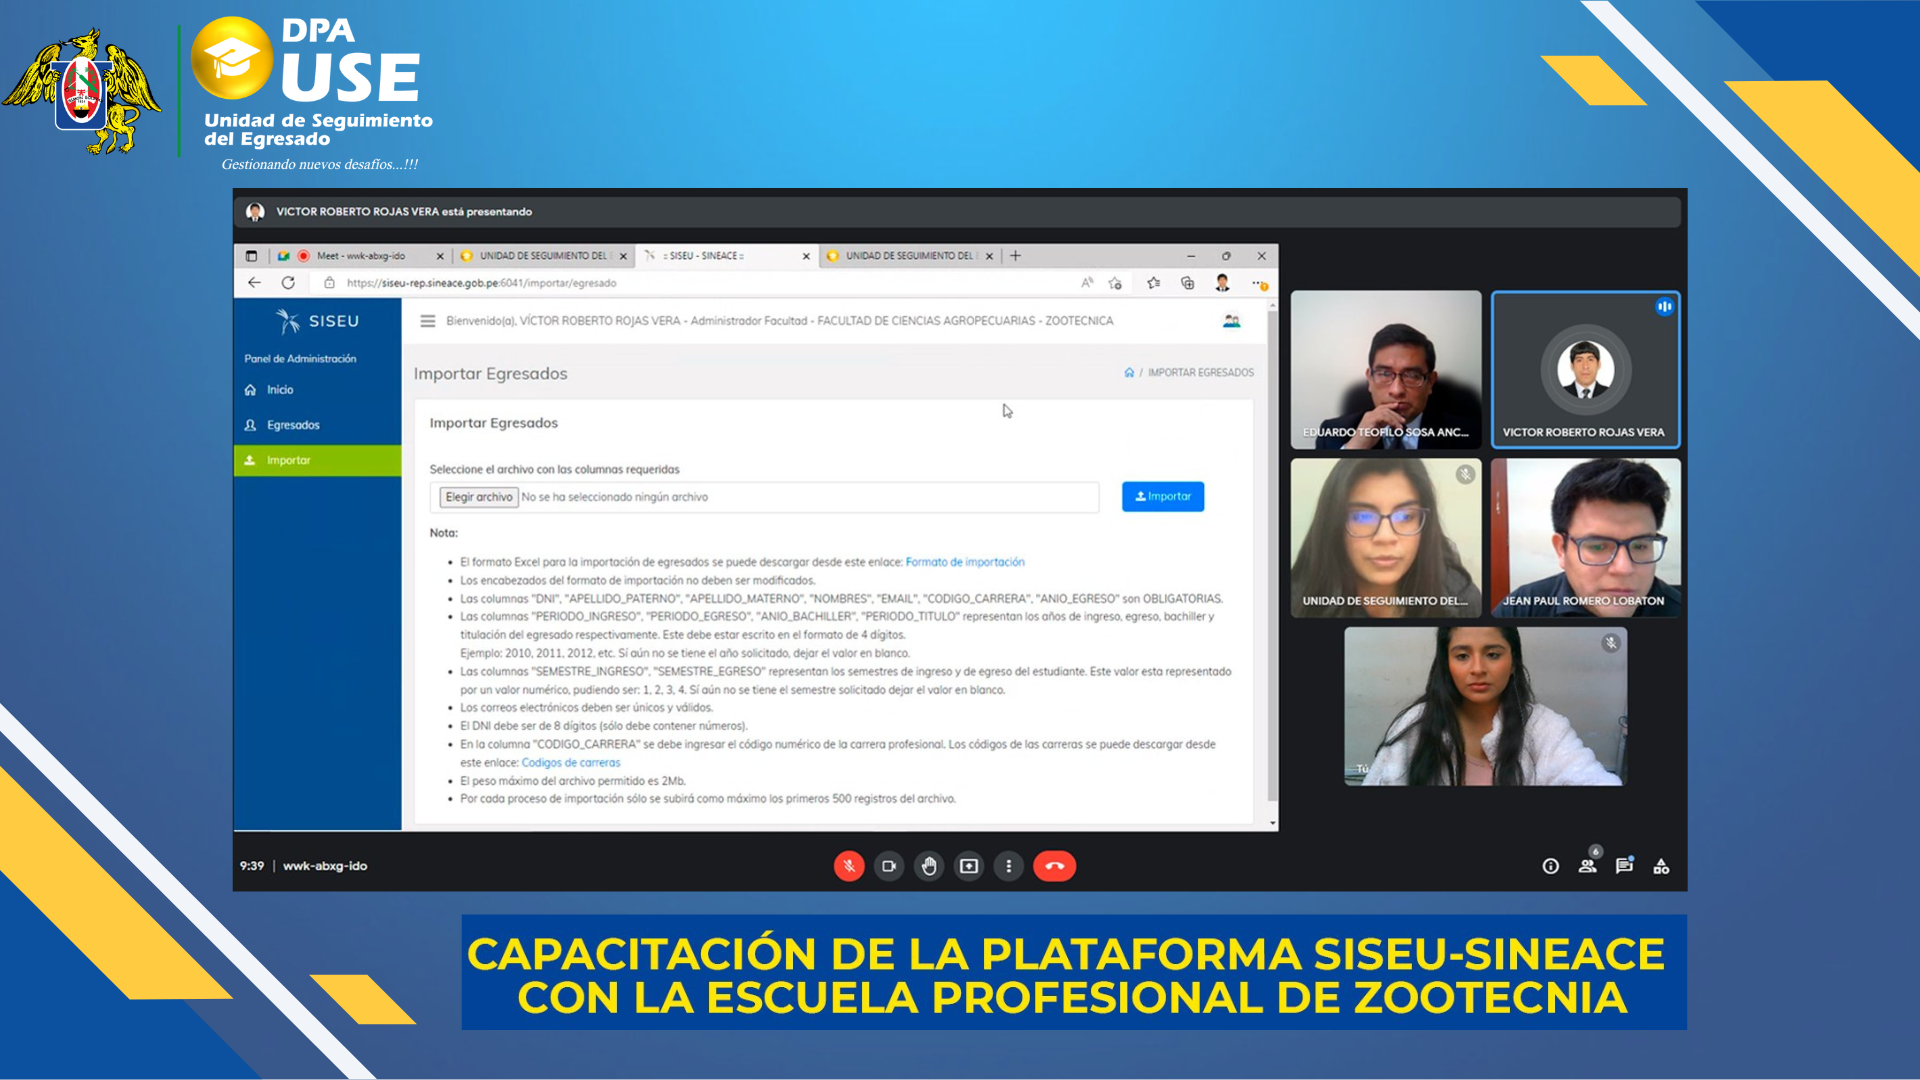 DPA
USE
Unidad de Seguimiento
del Egresado
Gestionando nuevos desafíos...!!!
VICTOR ROBERTO ROJAS VERA está presentando
Meet - wwk-abxg-ido
UNIDAD DE SEGUIMIENTO DEL
:: SISEU - SINEACE ::
UNIDAD DE SEGUIMIENTO DEL
https://siseu-rep.sineace.gob.pe:6041/importar/egresado
SISEU
Bienvenido(a), VÍCTOR ROBERTO ROJAS VERA - Administrador Facultad - FACULTAD DE CIENCIAS AGROPECUARIAS - ZOOTECNICA
Panel de Administración
Inicio
Egresados
Importar
Importar Egresados
/ IMPORTAR EGRESADOS
Importar Egresados
Seleccione el archivo con las columnas requeridas
Elegir archivo No se ha seleccionado ningún archivo
Importar
Nota:
• El formato Excel para la importación de egresados se puede descargar desde este enlace: Formato de importación
• Los encabezados del formato de importación no deben ser modificados.
• Las columnas "DNI", "APELLIDO_PATERNO", "APELLIDO_MATERNO", "NOMBRES", "EMAIL", "CODIGO_CARRERA", "ANIO_EGRESO" son OBLIGATORIAS.
• Las columnas "PERIODO_INGRESO", "PERIODO_EGRESO", "ANIO_BACHILLER", "PERIODO_TITULO" representan los años de ingreso, egreso, bachiller y
titulación del egresado respectivamente. Este debe estar escrito en el formato de 4 dígitos.
Ejemplo: 2010, 2011, 2012, etc. Sí aún no se tiene el año solicitado, dejar el valor en blanco.
• Las columnas "SEMESTRE_INGRESO", "SEMESTRE_EGRESO" representan los semestres de ingreso y de egreso del estudiante. Este valor esta representado
por un valor numérico, pudiendo ser: 1, 2, 3, 4. Sí aún no se tiene el semestre solicitado dejar el valor en blanco.
• Los correos electrónicos deben ser únicos y válidos.
• El DNI debe ser de 8 dígitos (sólo debe contener números).
• En la columna "CODIGO_CARRERA" se debe ingresar el código numérico de la carrera profesional. Los códigos de las carreras se puede descargar desde
este enlace: Codigos de carreras
• El peso máximo del archivo permitido es 2Mb.
• Por cada proceso de importación sólo se subirá como máximo los primeros 500 registros del archivo.
EDUARDO TEOFILO SOSA ANC...
VICTOR ROBERTO ROJAS VERA
UNIDAD DE SEGUIMIENTO DEL...
JEAN PAUL ROMERO LOBATON
Tú
9:39 | wwk-abxg-ido
6
CAPACITACIÓN DE LA PLATAFORMA SISEU-SINEACE
CON LA ESCUELA PROFESIONAL DE ZOOTECNIA